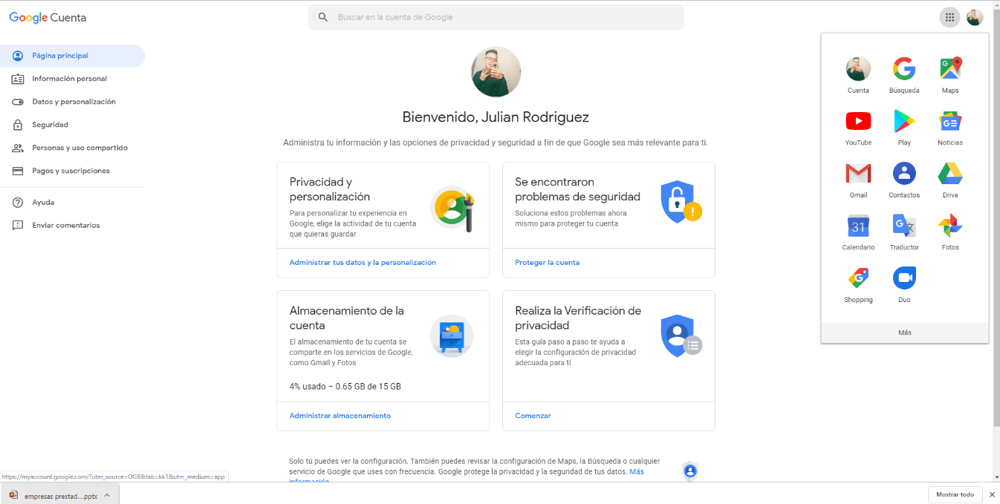 Google Cuenta
Buscar en la cuenta de Google
Página principal
Información personal
Datos y personalización
Seguridad
Personas y uso compartido
Pagos y suscripciones
Ayuda
Enviar comentarios
Bienvenido, Julian Rodriguez
Administra tu información y las opciones de privacidad y seguridad a fin de que Google sea más relevante para ti.
Privacidad y
personalización
Para personalizar tu experiencia en
Google, elige la actividad de tu cuenta
que quieras guardar
Administrar tus datos y la personalización
Se encontraron
problemas de seguridad
Soluciona estos problemas ahora
mismo para proteger tu cuenta
Proteger la cuenta
Almacenamiento de la
cuenta
El almacenamiento de tu cuenta se
comparte en los servicios de Google,
como Gmail y Fotos
4% usado – 0.65 GB de 15 GB
Administrar almacenamiento
Realiza la Verificación de
privacidad
Esta guía paso a paso te ayuda a
elegir la configuración de privacidad
adecuada para ti
Comenzar
Solo tú puedes ver la configuración. También puedes revisar la configuración de Maps, la Búsqueda o cualquier
servicio de Google que uses con frecuencia. Google protege la privacidad y la seguridad de tus datos. Más
información
Cuenta
Búsqueda
Maps
YouTube
Play
Noticias
Gmail
Contactos
Drive
31
Calendario
Traductor
Fotos
Shopping
Duo
Más
https://myaccount.google.com/?utm_source=OGB&tab=kk1&utm_medium=app
empresas prestad....pptx
Mostrar todo